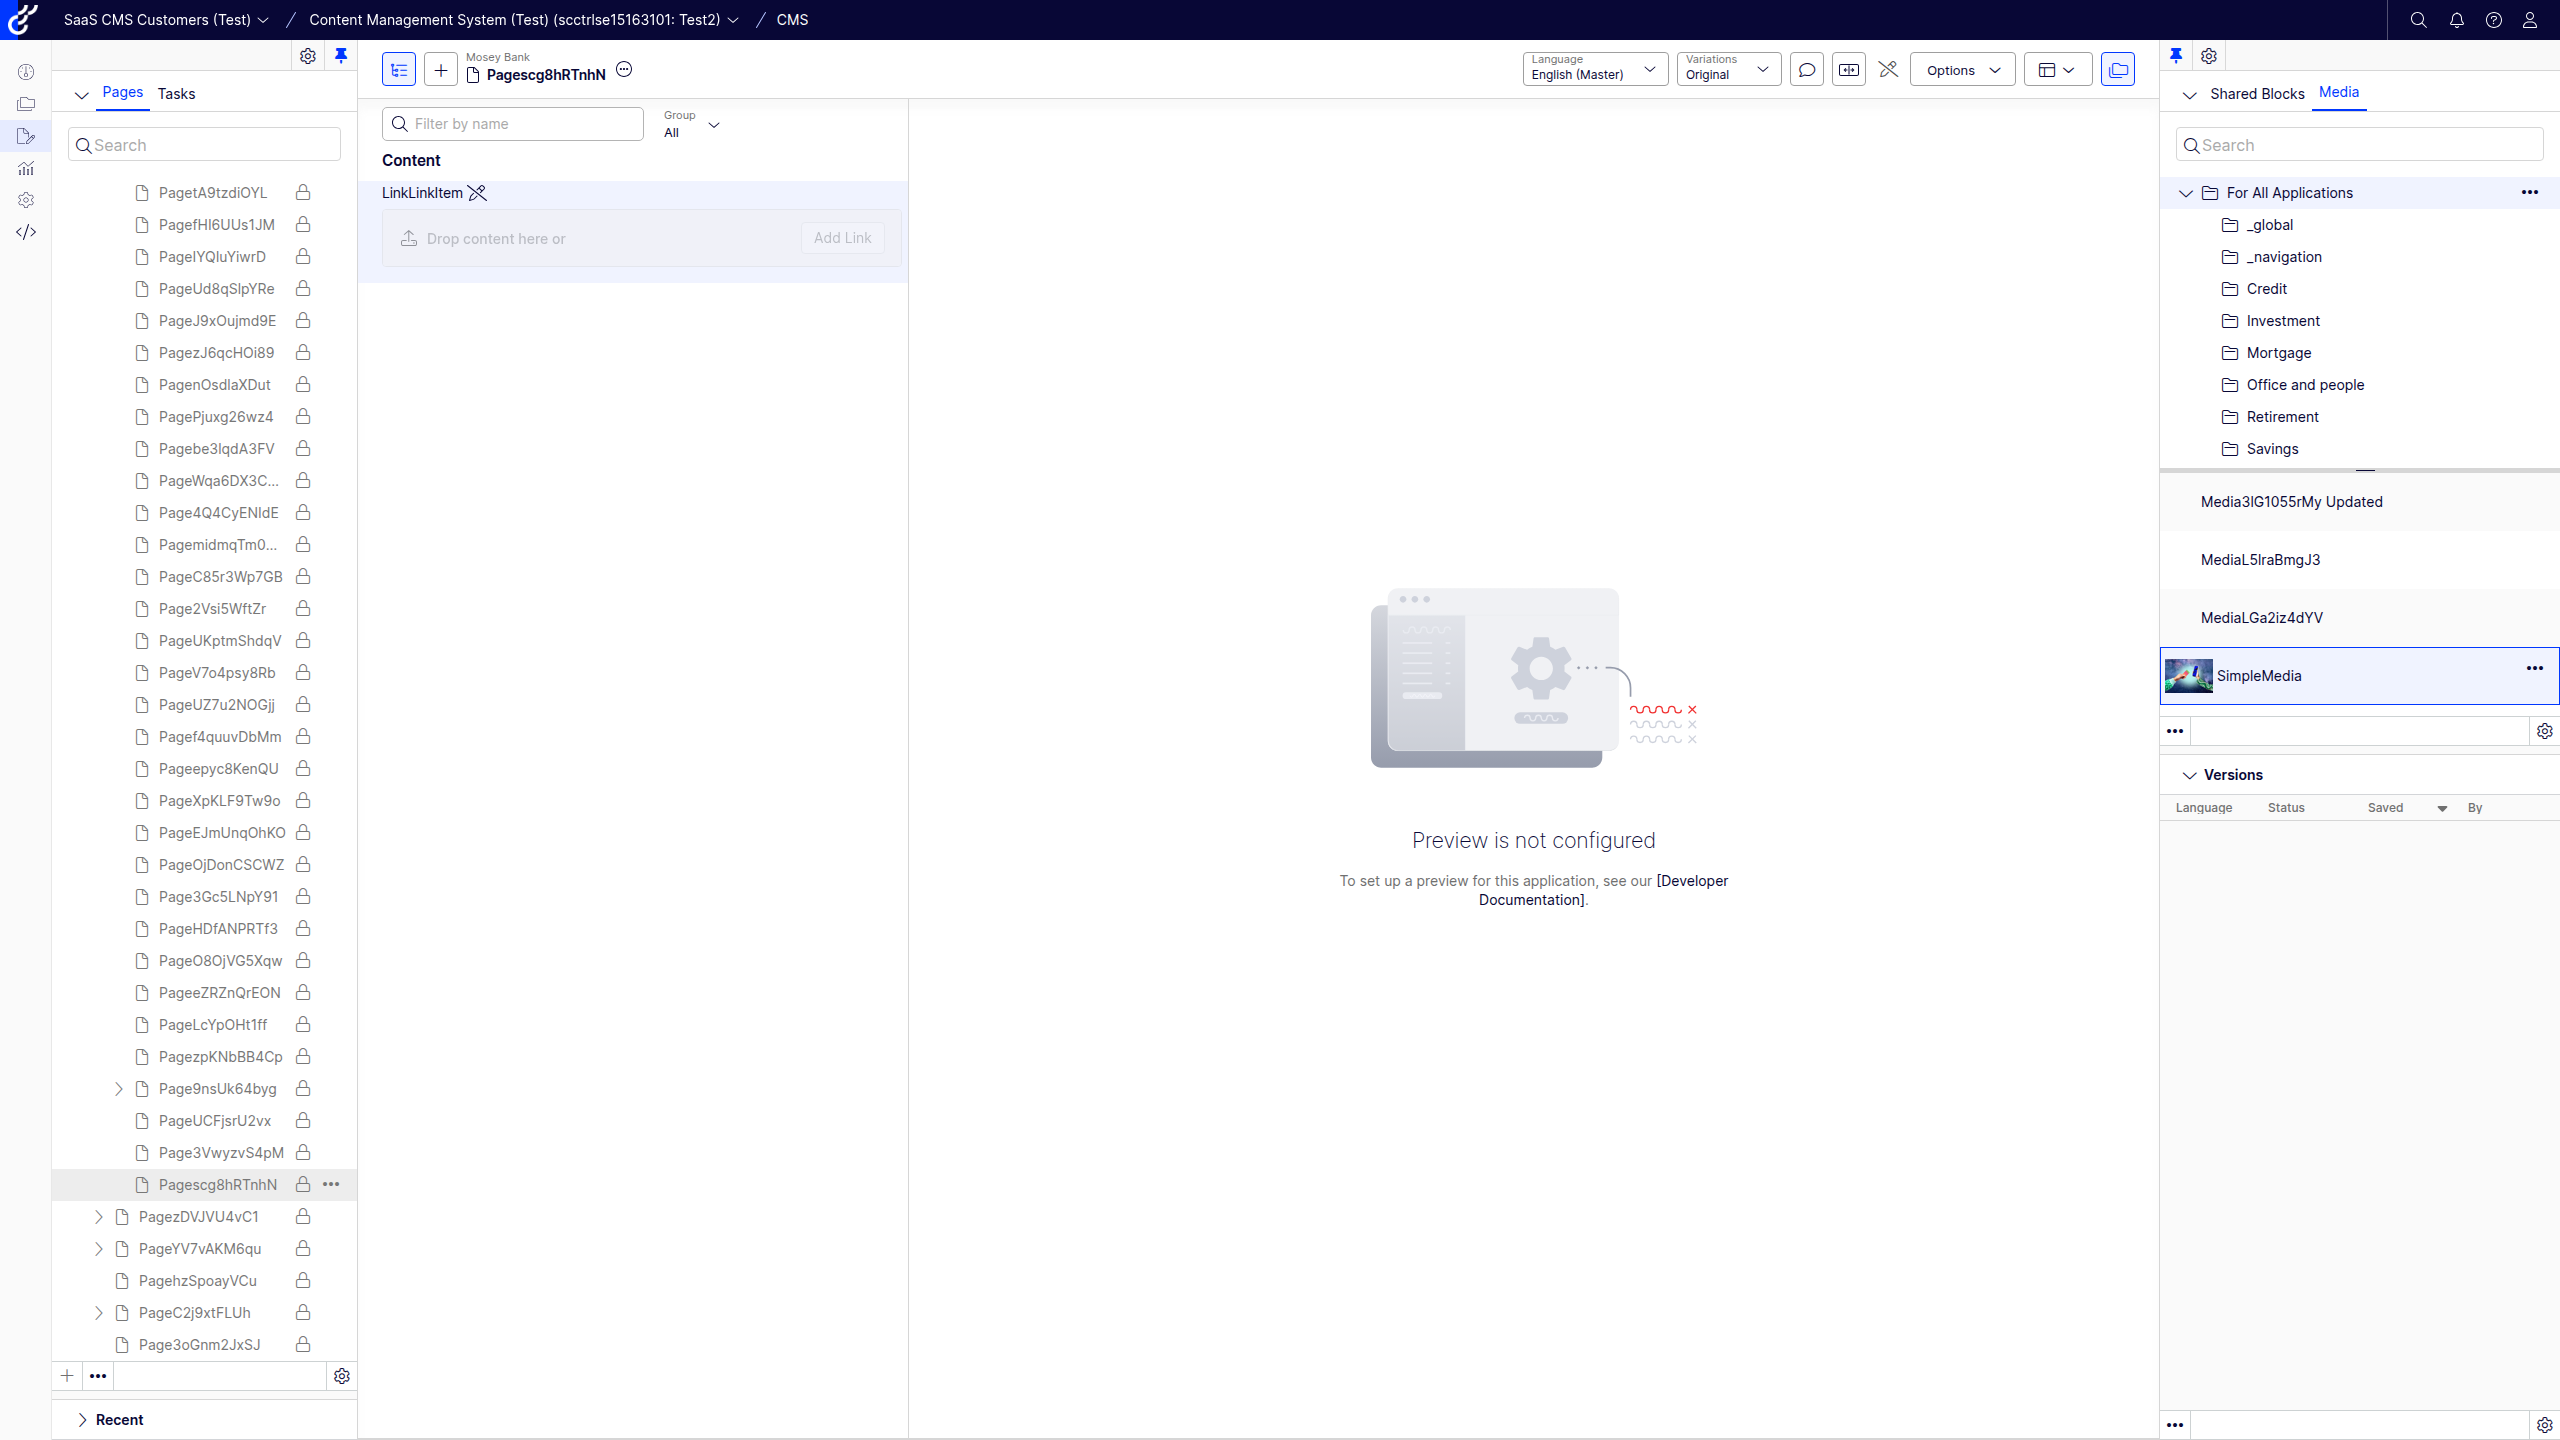 SaaS CMS Customers (Test)
Content Management System (Test) (scctrlse15163101: Test2)
CMS
Pages
Tasks
Search
PagetA9tzdiOYL
PagefHI6UUs1JM
PageIYQluYiwrD
PageUd8qSlpYRe
PageJ9xOujmd9E
PagezJ6qcHOi89
PagenOsdlaXDut
PagePjuxg26wz4
Pagebe3lqdA3FV
PageWqa6DX3C...
Page4Q4CyENIdE
PagemidmqTm0...
PageC85r3Wp7GB
Page2Vsi5WftZr
PageUKptmShdqV
PageV7o4psy8Rb
PageUZ7u2NOGjj
Pagef4quuvDbMm
Pageepyc8KenQU
PageXpKLF9Tw9o
PageEJmUnqOhKO
PageOjDonCSCWZ
Page3Gc5LNpY91
PageHDfANPRTf3
PageO8OjVG5Xqw
PageeZRZnQrEON
PageLcYpOHt1ff
PagezpKNbBB4Cp
Page9nsUk64byg
PageUCFjsrU2vx
Page3VwyzvS4pM
Pagescg8hRTnhN
PagezDVJVU4vC1
PageYV7vAKM6qu
PagehzSpoayVCu
PageC2j9xtFLUh
Page3oGnm2JxSJ
Recent
Mosey Bank
Pagescg8hRTnhN
Language
English (Master)
Variations
Original
Options
Filter by name
Group
All
Content
LinkLinkItem
Drop content here or
Add Link
Preview is not configured
To set up a preview for this application, see our [Developer
Documentation].
Shared Blocks
Media
Search
For All Applications
_global
_navigation
Credit
Investment
Mortgage
Office and people
Retirement
Savings
Media3IG1055rMy Updated
MediaL5lraBmgJ3
MediaLGa2iz4dYV
SimpleMedia
Versions
Language
Status
Saved
By